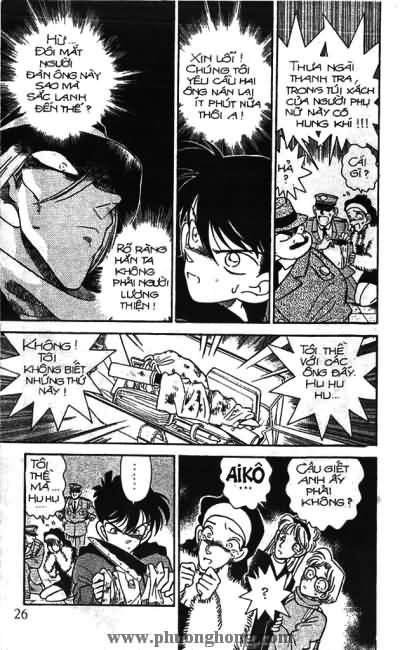 THƯA NGÀI
THANH TRA,
TRONG TÚI XÁCH
CỦA NGƯỜI PHỤ
NỮ NÀY CÓ
HUNG KHÍ !!!
CÁI
GÌ ?
HẢ
?
XIN LỖI !
CHÚNG TÔI
YÊU CẦU HAI
ÔNG NÁN LẠI
ÍT PHÚT NỮA
THÔI Ạ !
HỪ...
ĐÔI MẮT
NGƯỜI
ĐÀN ÔNG NÀY
SAO MÀ
SẮC LẠNH
ĐẾN THẾ ?
RÕ RÀNG
HẮN TA
KHÔNG
PHẢI NGƯỜI
LƯƠNG
THIỆN !
TÔI THỀ
VỚI CÁC
ÔNG ĐẤY.
HU HU
HU...
KHÔNG !
TÔI
KHÔNG BIẾT
NHỮNG THỨ
NÀY !
CẬU GIẾT
ANH ẤY
PHẢI
KHÔNG?
AIKÔ
...
?
......
TÔI
THỀ
MÀ...
HU HU
...
26
www.phuonghong.com